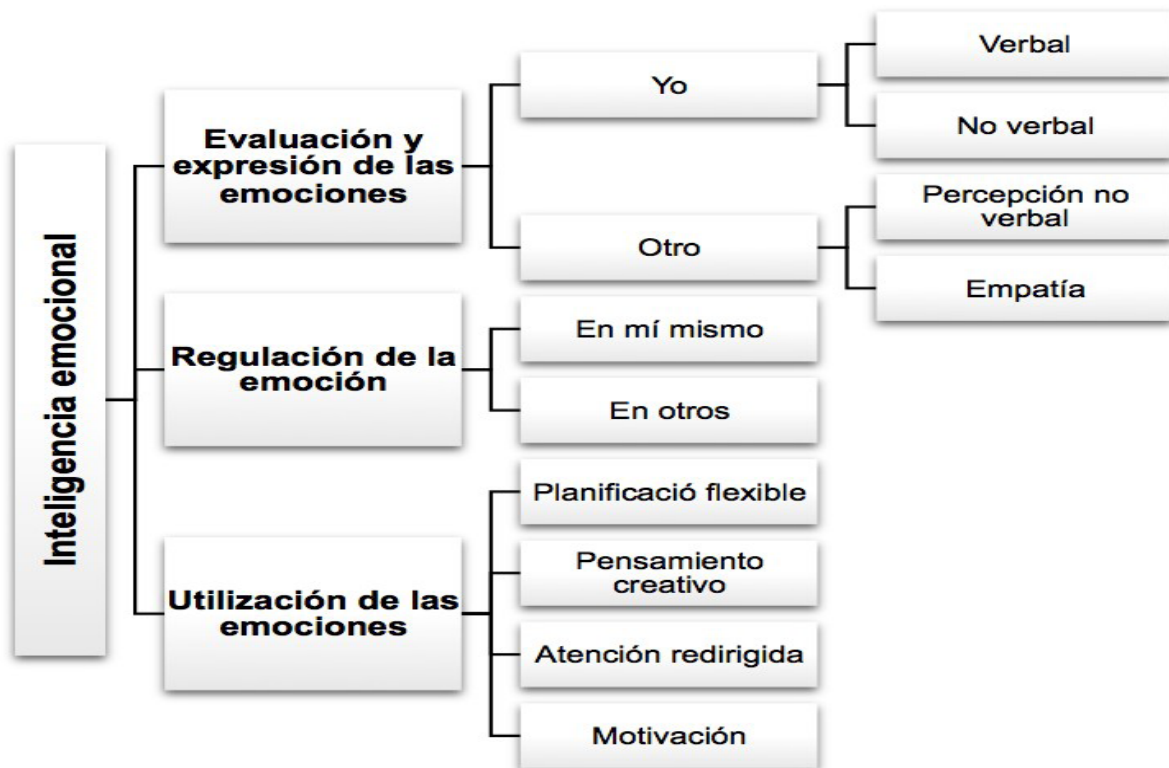 Inteligencia emocional
Evaluación y
expresión de las
emociones
Yo
Verbal
No verbal
Otro
Percepción no
verbal
Empatía
Regulación de la
emoción
En mí mismo
En otros
Utilización de las
emociones
Planificació flexible
Pensamiento
creativo
Atención redirigida
Motivación